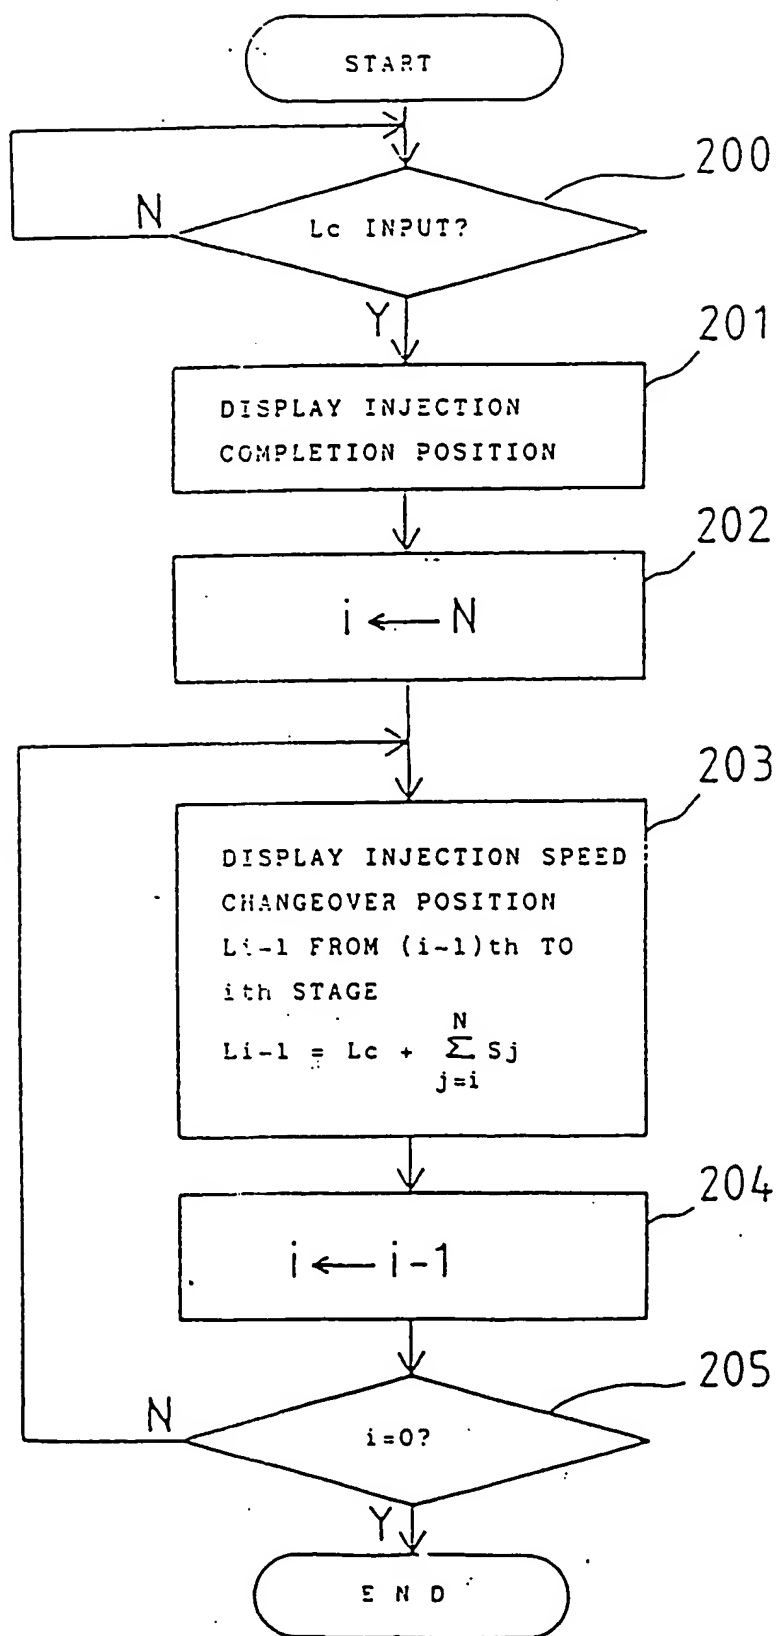 START
200
N
Lc INPUT?
Y
201
DISPLAY INJECTION
COMPLETION POSITION
202
i ← N
203
DISPLAY INJECTION SPEED
CHANGEOVER POSITION
Li-1 FROM (i-1)th TO
ith STAGE
N
Li-1 = Lc + Σ Sj
j=i
204
i ← i-1
205
N
i=0?
Y
END